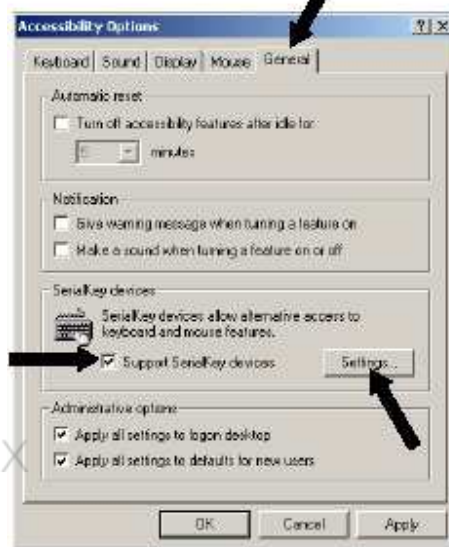 Accessibility Options
Keyboard Sound Display Mouse General
Automatic reset
Turn off accessibility features after idle for:
5 minutes
Notification
Give warning message when turning a feature on
Make a sound when turning a feature on or off
SerialKey devices
SerialKey devices allow alternative access to
keyboard and mouse features.
Support SerialKey devices Settings...
Administrative options
Apply all settings to logon desktop
Apply all settings to defaults for new users
OK Cancel Apply